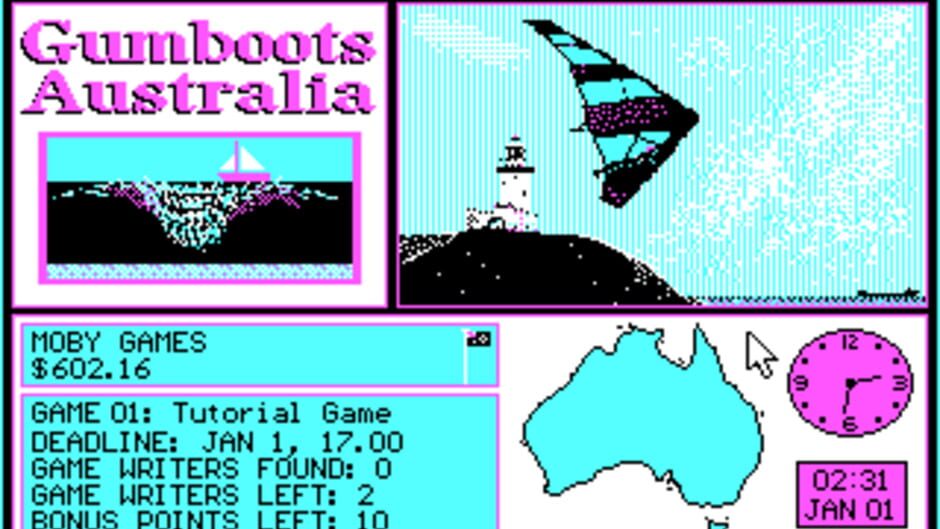 Gumboots
Australia
MOBY GAMES
$602.16
GAME 01: Tutorial Game
DEADLINE: JAN 1, 17.00
GAME WRITERS FOUND: 0
GAME WRITERS LEFT: 2
BONUS POINTS LEFT: 10
12
9 3
6
02:31
JAN 01